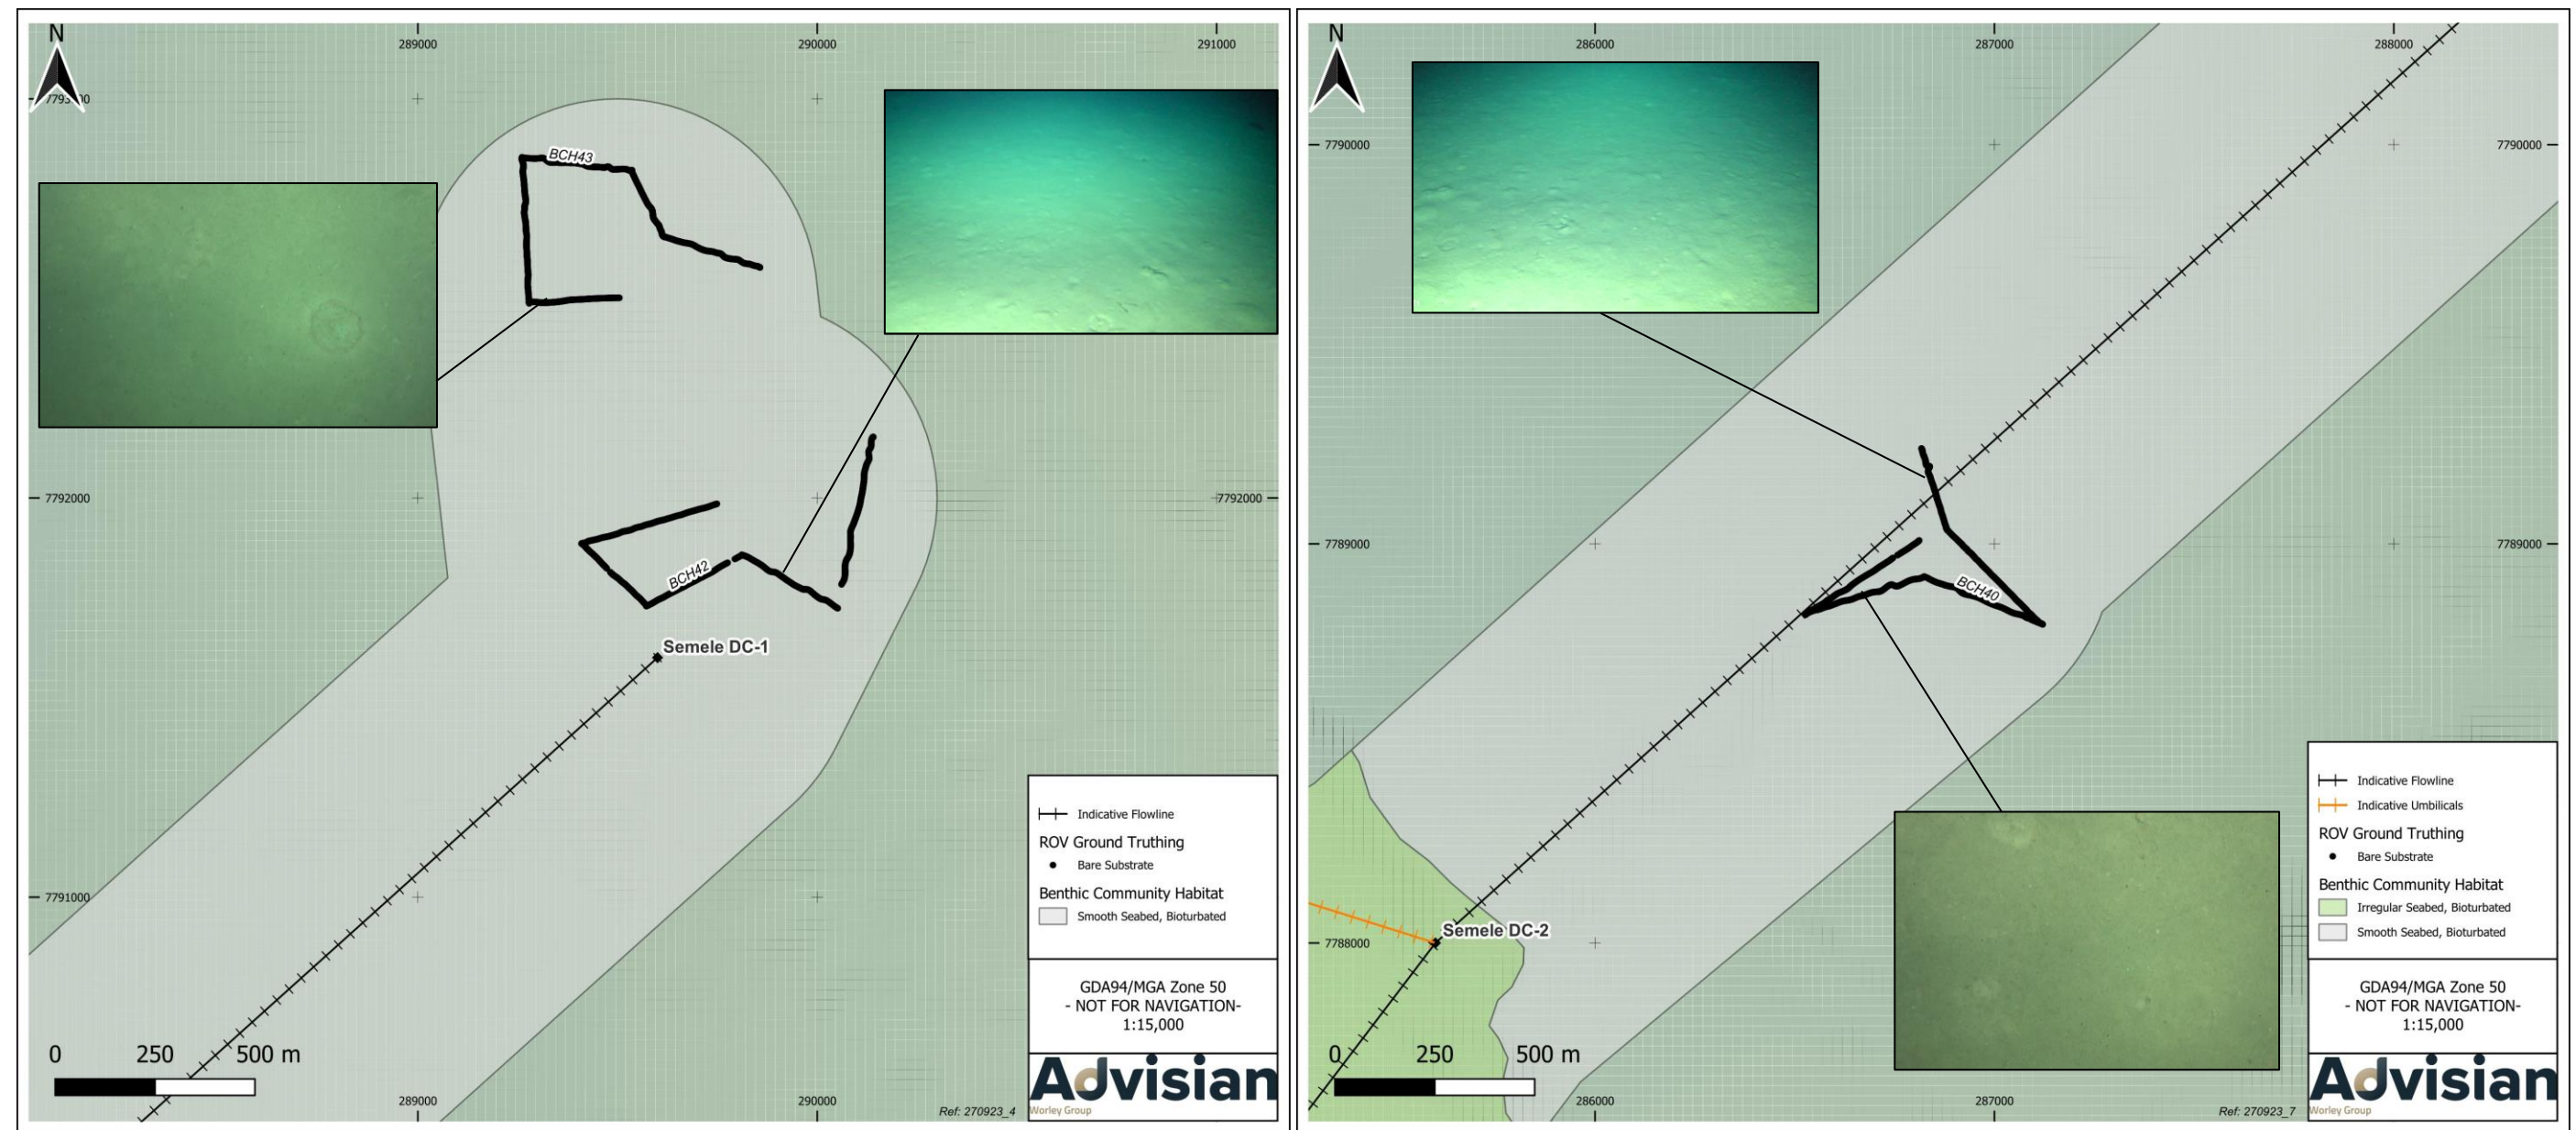 N
289000
290000
291000
7793000
BCH43
7792000
7792000
BCH42
Semele DC-1
7791000
Indicative Flowline
ROV Ground Truthing
Bare Substrate
Benthic Community Habitat
Smooth Seabed, Bioturbated
GDA94/MGA Zone 50
- NOT FOR NAVIGATION-
1:15,000
0 250 500 m
289000
290000
Ref: 270923_4
Advisian
Worley Group
N
286000
287000
288000
7790000
7790000
7789000
7789000
BCH40
Semele DC-2
7788000
Indicative Flowline
Indicative Umbilicals
ROV Ground Truthing
Bare Substrate
Benthic Community Habitat
Irregular Seabed, Bioturbated
Smooth Seabed, Bioturbated
GDA94/MGA Zone 50
- NOT FOR NAVIGATION-
1:15,000
0 250 500 m
286000
287000
Ref: 270923_7
Advisian
Worley Group